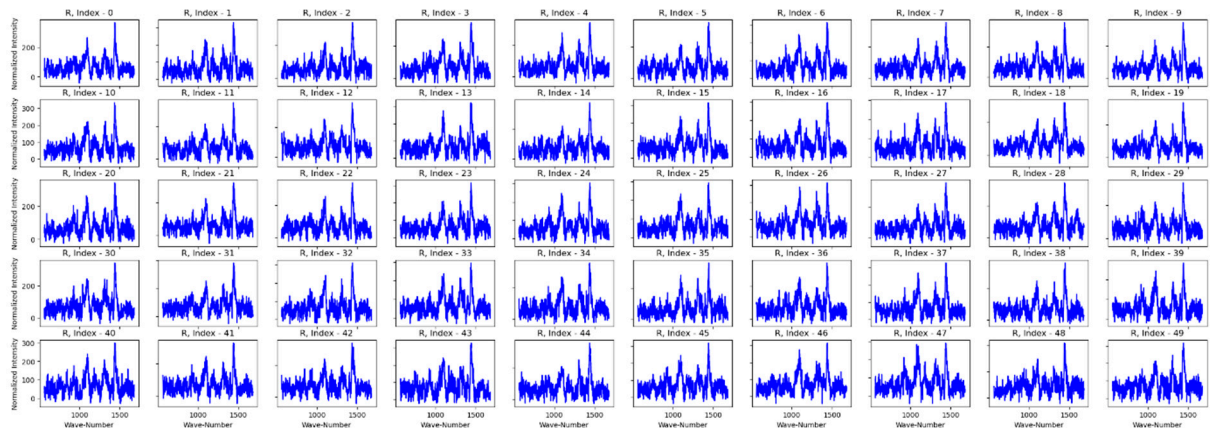 R, Index - 0 R, Index - 1 R, Index - 2 R, Index - 3 R, Index - 4 R, Index - 5 R, Index - 6 R, Index - 7 R, Index - 8 R, Index - 9
Normalized Intensity
200
0
R, Index - 10 R, Index - 11 R, Index - 12 R, Index - 13 R, Index - 14 R, Index - 15 R, Index - 16 R, Index - 17 R, Index - 18 R, Index - 19
Normalized Intensity
300
200
100
0
R, Index - 20 R, Index - 21 R, Index - 22 R, Index - 23 R, Index - 24 R, Index - 25 R, Index - 26 R, Index - 27 R, Index - 28 R, Index - 29
Normalized Intensity
200
0
R, Index - 30 R, Index - 31 R, Index - 32 R, Index - 33 R, Index - 34 R, Index - 35 R, Index - 36 R, Index - 37 R, Index - 38 R, Index - 39
Normalized Intensity
200
0
R, Index - 40 R, Index - 41 R, Index - 42 R, Index - 43 R, Index - 44 R, Index - 45 R, Index - 46 R, Index - 47 R, Index - 48 R, Index - 49
Normalized Intensity
300
200
100
0
1000 1500 1000 1500 1000 1500 1000 1500 1000 1500 1000 1500 1000 1500 1000 1500 1000 1500 1000 1500
Wave-Number Wave-Number Wave-Number Wave-Number Wave-Number Wave-Number Wave-Number Wave-Number Wave-Number Wave-Number